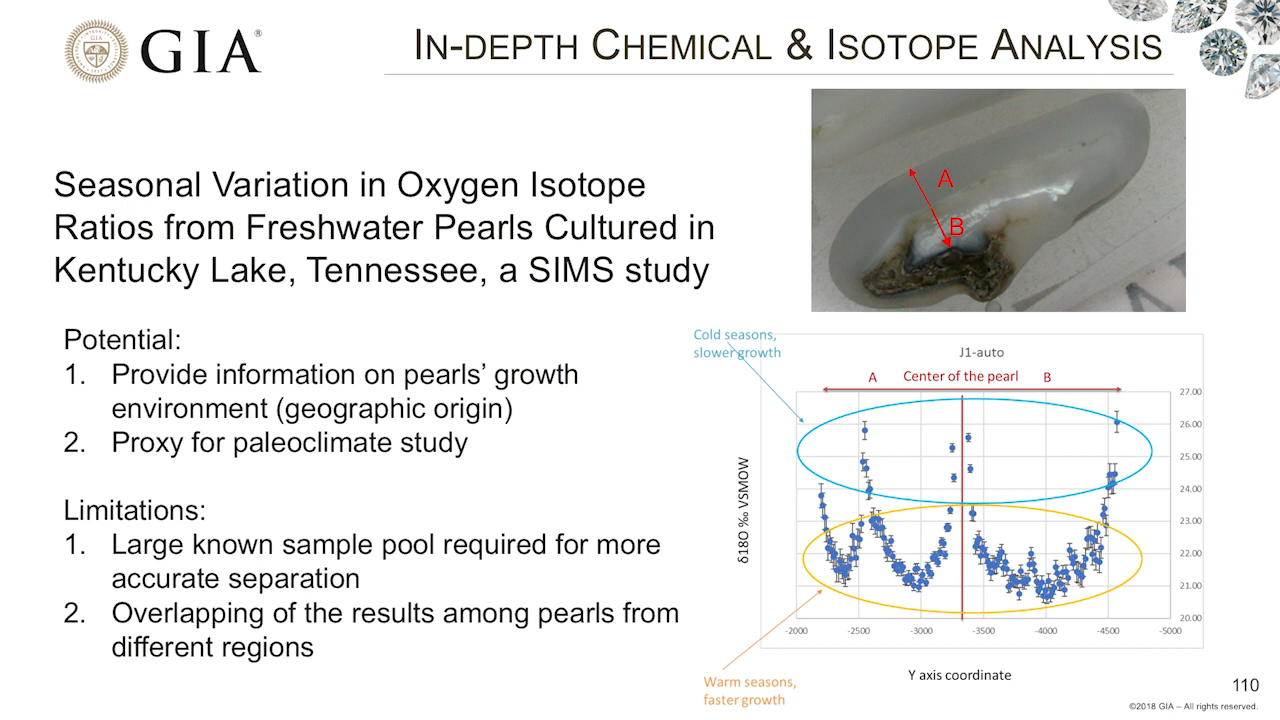 GIA®
IN-DEPTH CHEMICAL & ISOTOPE ANALYSIS
Seasonal Variation in Oxygen Isotope
Ratios from Freshwater Pearls Cultured in
Kentucky Lake, Tennessee, a SIMS study
Potential:
1. Provide information on pearls’ growth
environment (geographic origin)
2. Proxy for paleoclimate study
Limitations:
1. Large known sample pool required for more
accurate separation
2. Overlapping of the results among pearls from
different regions
A
B
Cold seasons,
slower growth
J1-auto
A Center of the pearl B
27.00
26.00
25.00
24.00
23.00
22.00
21.00
20.00
δ18O ‰ VSMOW
-2000 -2500 -3000 -3500 -4000 -4500 -5000
Y axis coordinate
Warm seasons,
faster growth
110
©2018 GIA – All rights reserved.